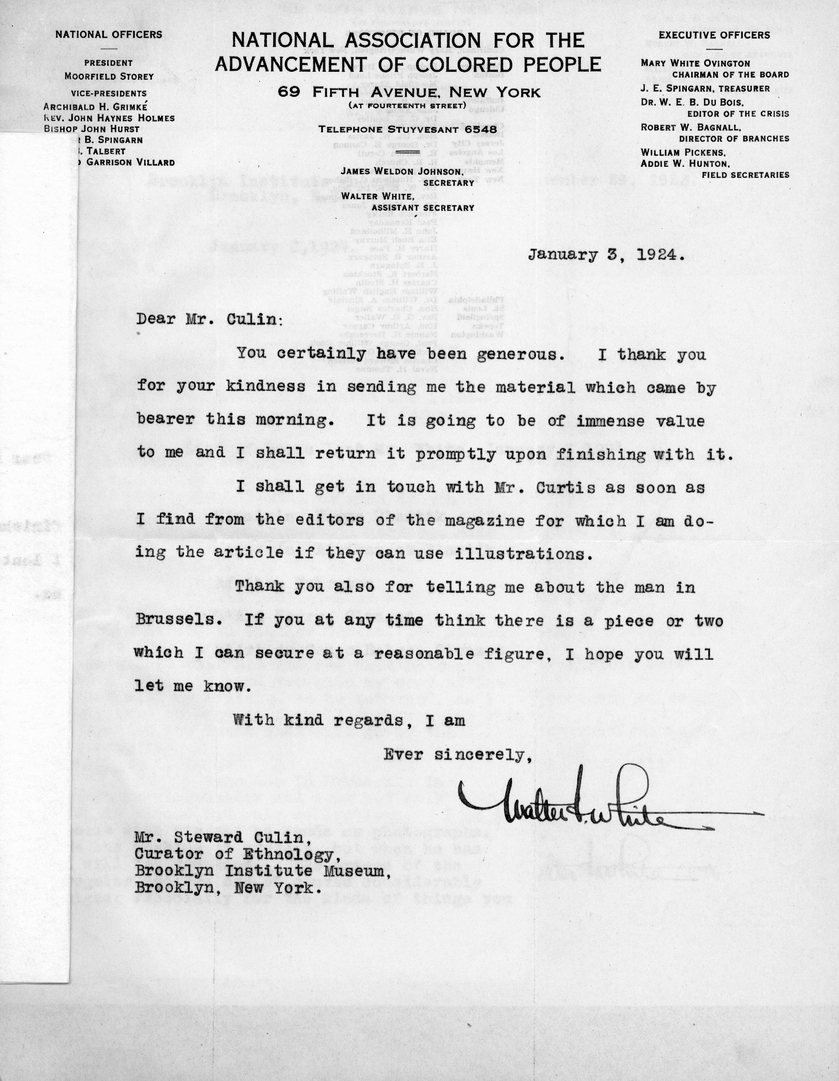 NATIONAL OFFICERS
PRESIDENT
MOORFIELD STOREY
VICE-PRESIDENTS
ARCHIBALD H. GRIMKÉ
REV. JOHN HAYNES HOLMES
BISHOP JOHN HURST
B. SPINGARN
. TALBERT
GARRISON VILLARD
NATIONAL ASSOCIATION FOR THE
ADVANCEMENT OF COLORED PEOPLE
69 FIFTH AVENUE, NEW YORK
(AT FOURTEENTH STREET)
TELEPHONE STUYVESANT 6548
JAMES WELDON JOHNSON,
SECRETARY
WALTER WHITE,
ASSISTANT SECRETARY
EXECUTIVE OFFICERS
MARY WHITE OVINGTON
CHAIRMAN OF THE BOARD
J. E. SPINGARN, TREASURER
DR. W. E. B. DU BOIS,
EDITOR OF THE CRISIS
ROBERT W. BAGNALL,
DIRECTOR OF BRANCHES
WILLIAM PICKENS,
ADDIE W. HUNTON,
FIELD SECRETARIES
January 3, 1924.
Dear Mr. Culin:
You certainly have been generous. I thank you
for your kindness in sending me the material which came by
bearer this morning. It is going to be of immense value
to me and I shall return it promptly upon finishing with it.
I shall get in touch with Mr. Curtis as soon as
I find from the editors of the magazine for which I am do-
ing the article if they can use illustrations.
Thank you also for telling me about the man in
Brussels. If you at any time think there is a piece or two
which I can secure at a reasonable figure, I hope you will
let me know.
With kind regards, I am
Ever sincerely,
Walter F. White
Mr. Steward Culin,
Curator of Ethnology,
Brooklyn Institute Museum,
Brooklyn, New York.